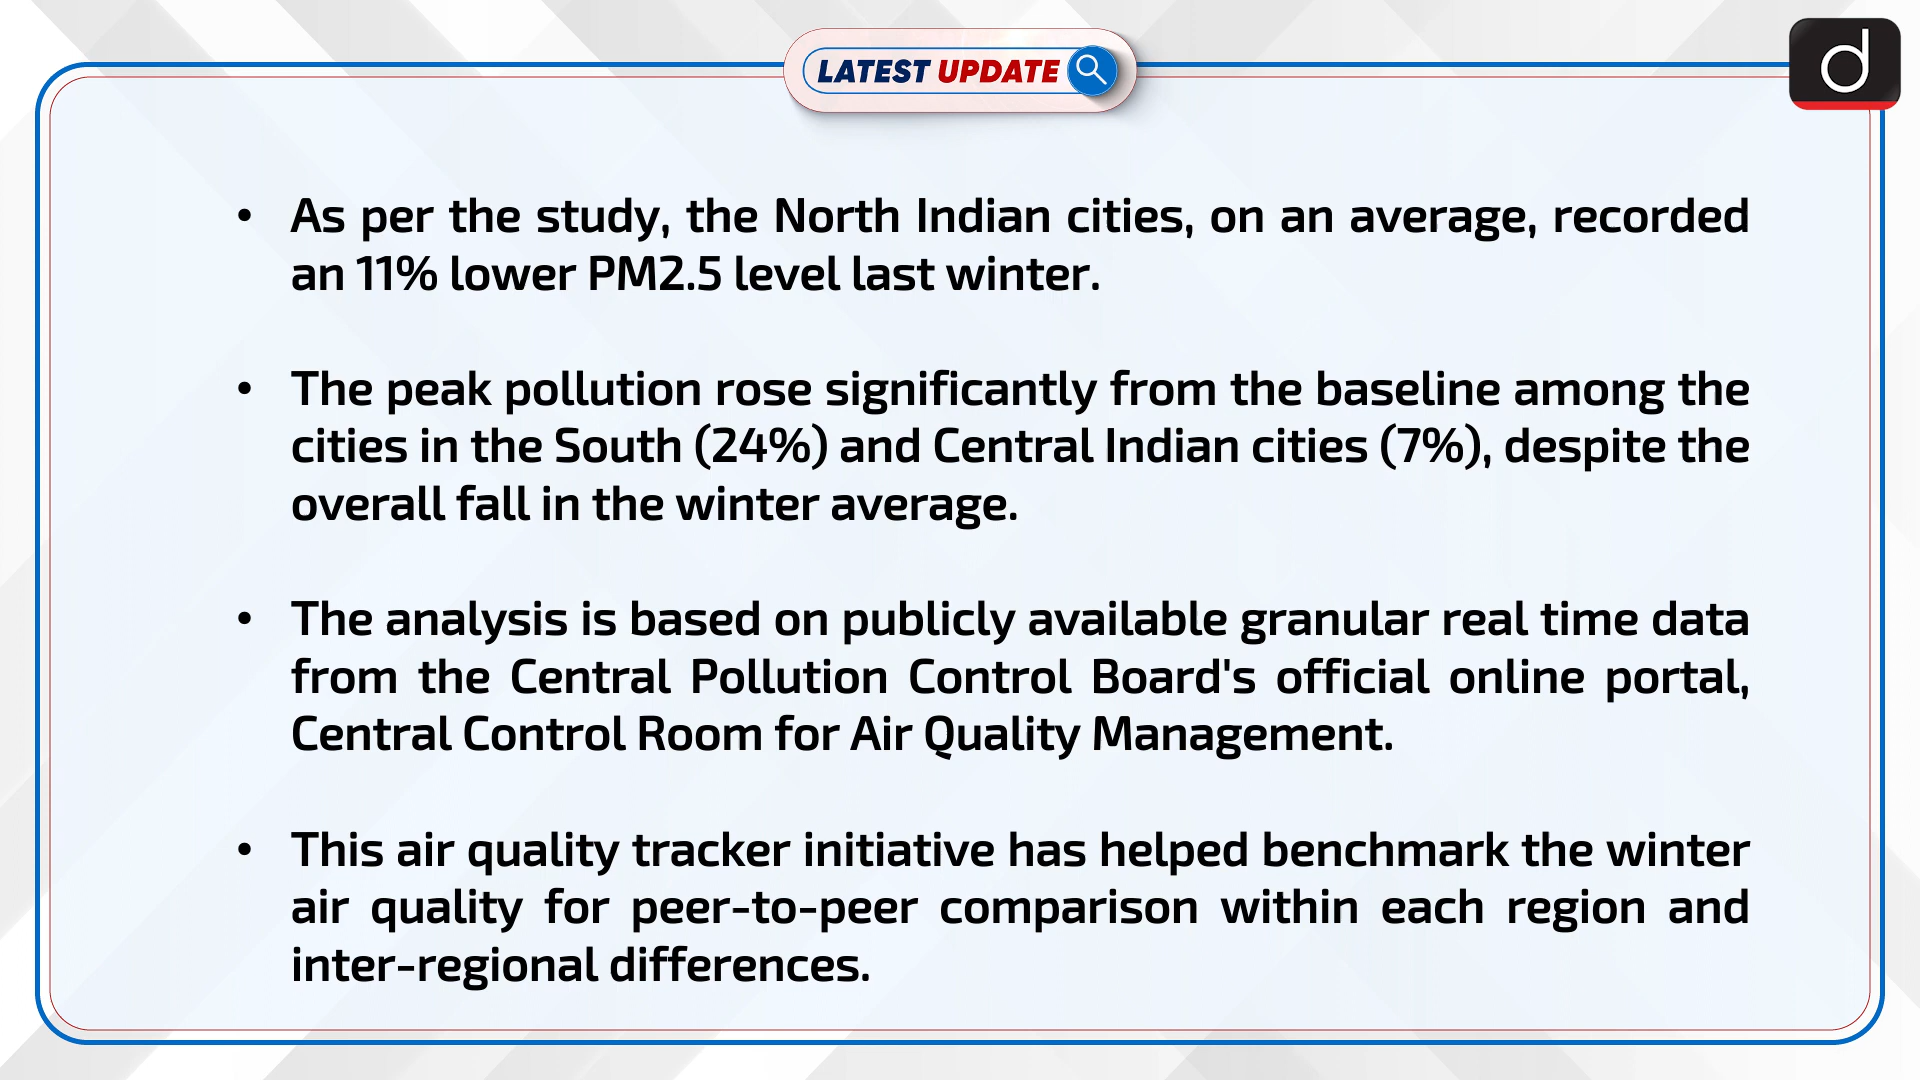 LATEST UPDATE
d
• As per the study, the North Indian cities, on an average, recorded
an 11% lower PM2.5 level last winter.
• The peak pollution rose significantly from the baseline among the
cities in the South (24%) and Central Indian cities (7%), despite the
overall fall in the winter average.
• The analysis is based on publicly available granular real time data
from the Central Pollution Control Board's official online portal,
Central Control Room for Air Quality Management.
• This air quality tracker initiative has helped benchmark the winter
air quality for peer-to-peer comparison within each region and
inter-regional differences.